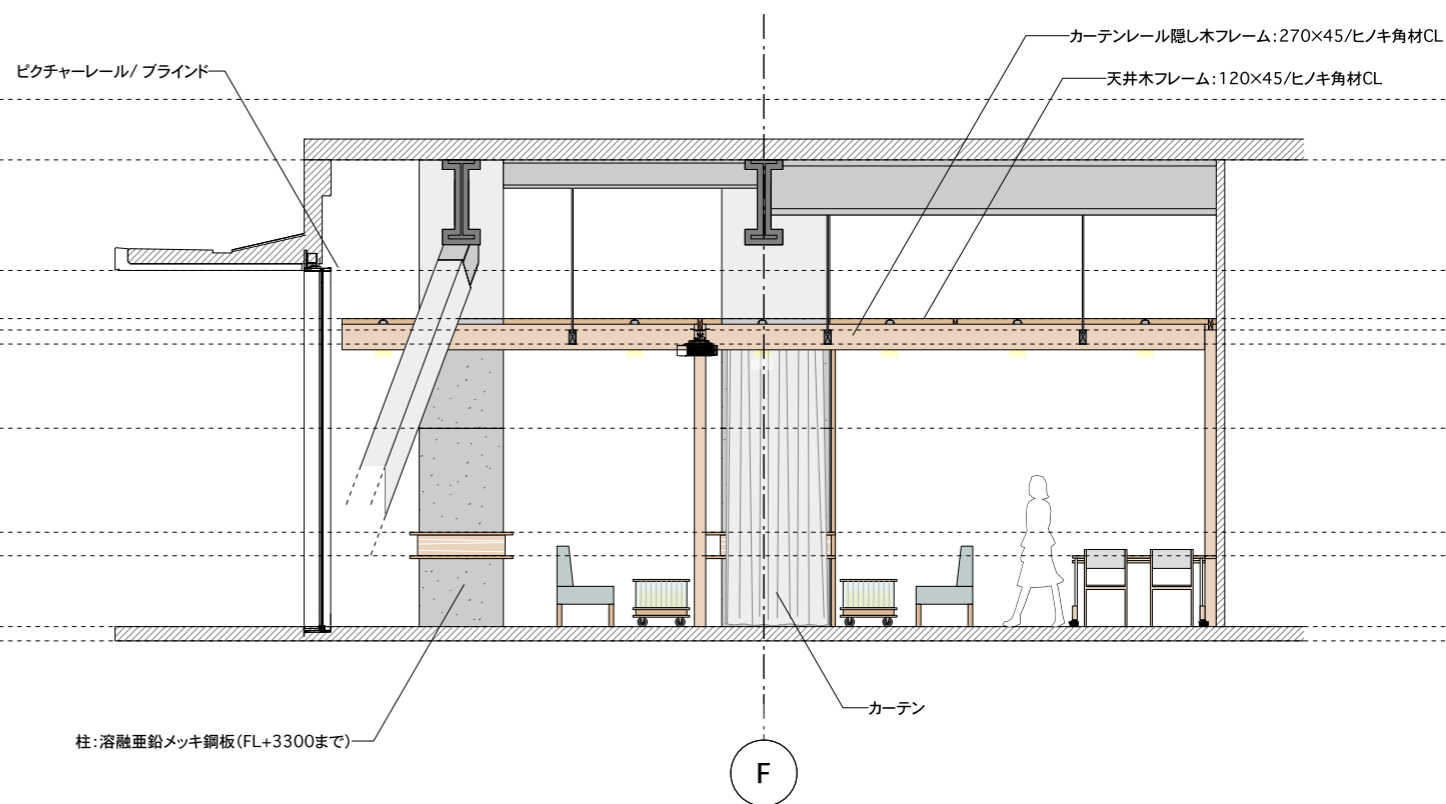 カーテンレール隠し木フレーム:270×45/ヒノキ角材CL
ピクチャーレール/ ブラインド
天井木フレーム:120×45/ヒノキ角材CL
カーテン
柱:溶融亜鉛メッキ鋼板(FL+3300まで)
F